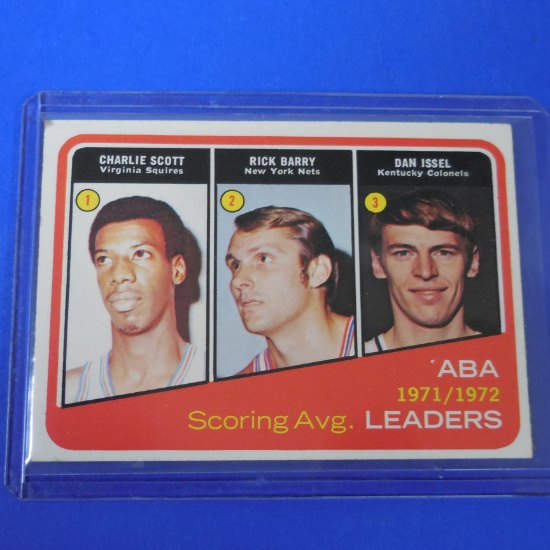 CHARLIE SCOTT
Virginia Squires
1
RICK BARRY
New York Nets
2
DAN ISSEL
Kentucky Colonels
3
ABA
1971/1972
Scoring Avg. LEADERS